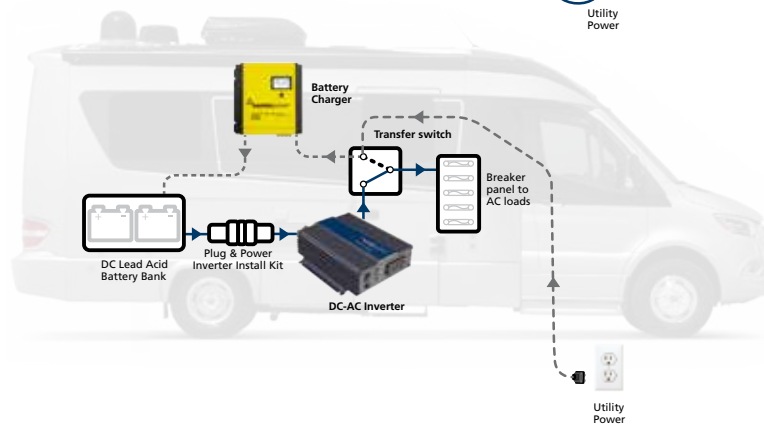 Utility
Power
Battery
Charger
Transfer switch
Breaker
panel to
AC loads
DC Lead Acid
Battery Bank
Plug & Power
Inverter Install Kit
DC-AC Inverter
Utility
Power